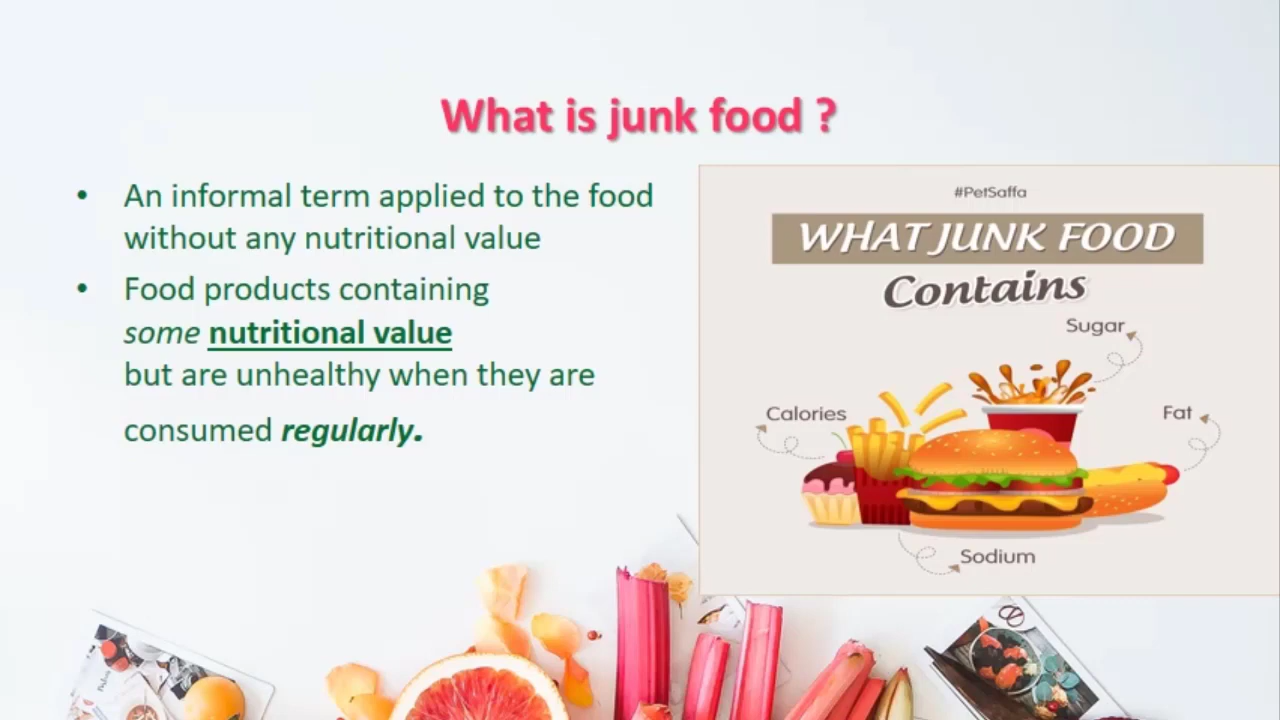 What is junk food ?
• An informal term applied to the food
without any nutritional value
• Food products containing
some nutritional value
but are unhealthy when they are
consumed regularly.
#PetSaffa
WHAT JUNK FOOD
Contains
Sugar
Calories
Fat
Sodium